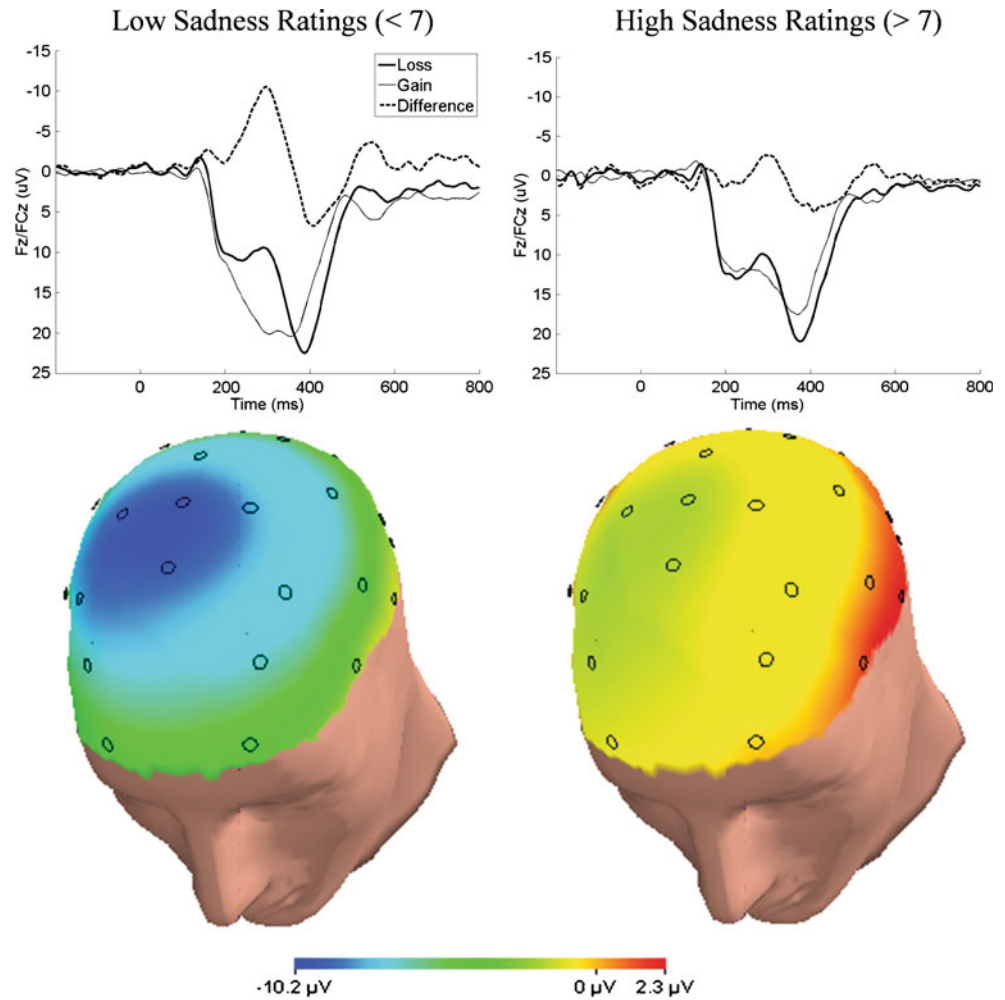 Low Sadness Ratings (< 7)
High Sadness Ratings (> 7)
-15
-10
-5
0
5
10
15
20
25
Fz/FCz (uV)
Loss
Gain
Difference
0
200
400
600
800
Time (ms)
-15
-10
-5
0
5
10
15
20
25
Fz/FCz (uV)
0
200
400
600
800
Time (ms)
-10.2 µV
0 µV
2.3 µV